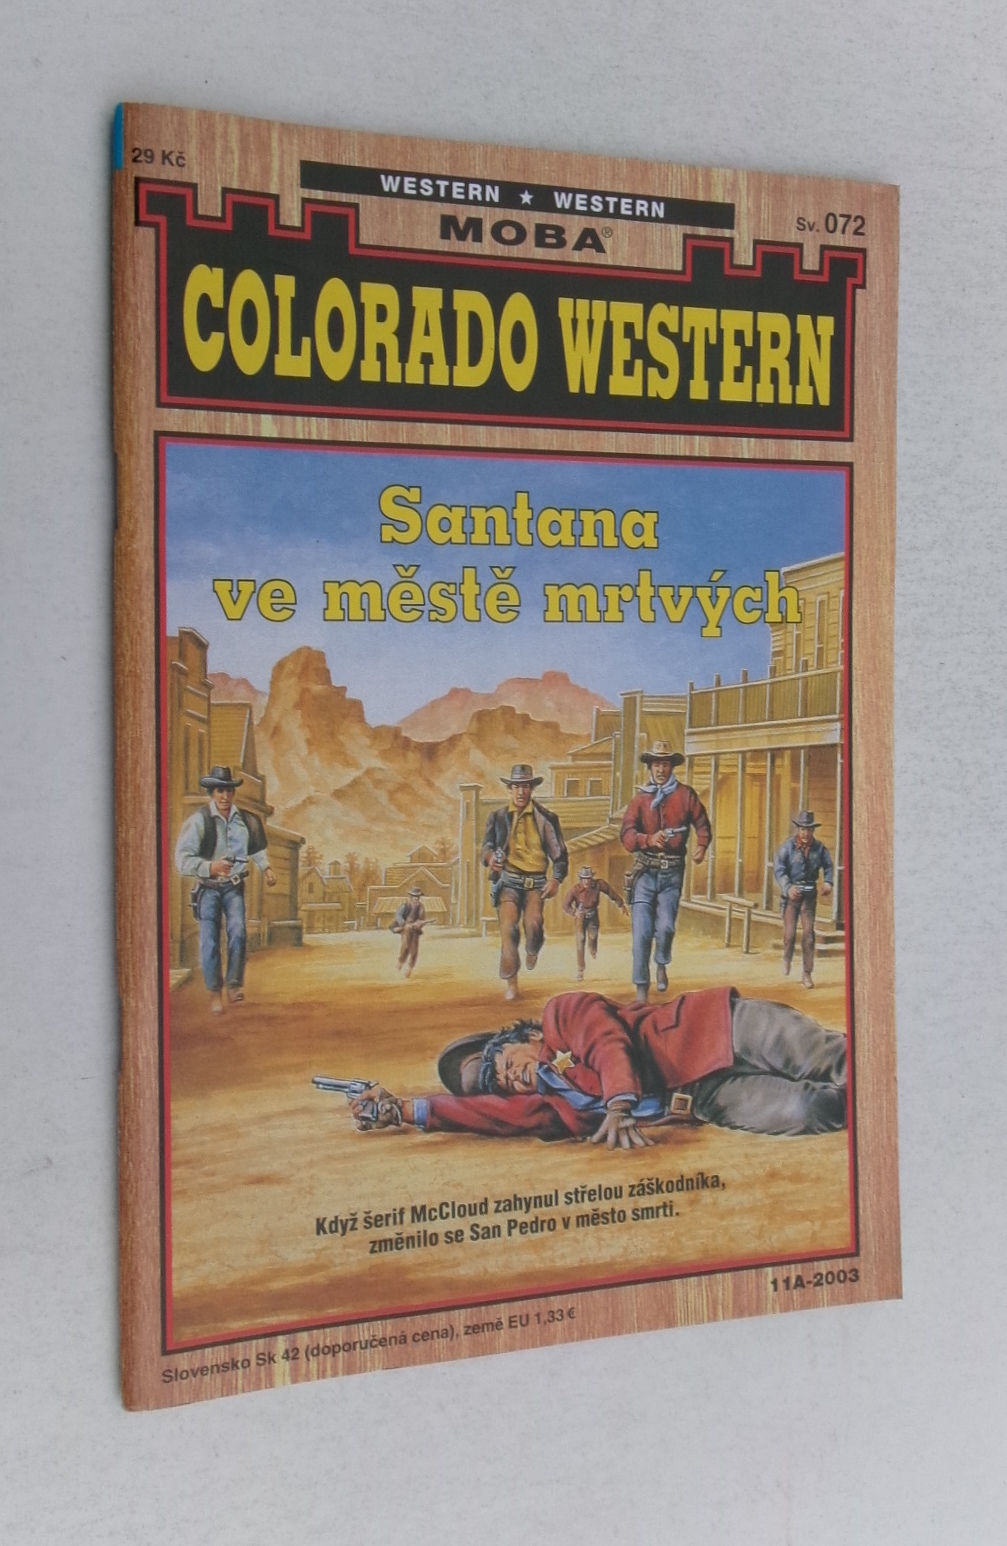 29 Kč
WESTERN ★ WESTERN
MOBA®
Sv. 072
COLORADO WESTERN
Santana
ve městě mrtvých
Když šerif McCloud zahynul střelou záškodníka,
změnilo se San Pedro v město smrti.
11A-2003
Slovensko Sk 42 (doporučená cena), země EU 1,33 €